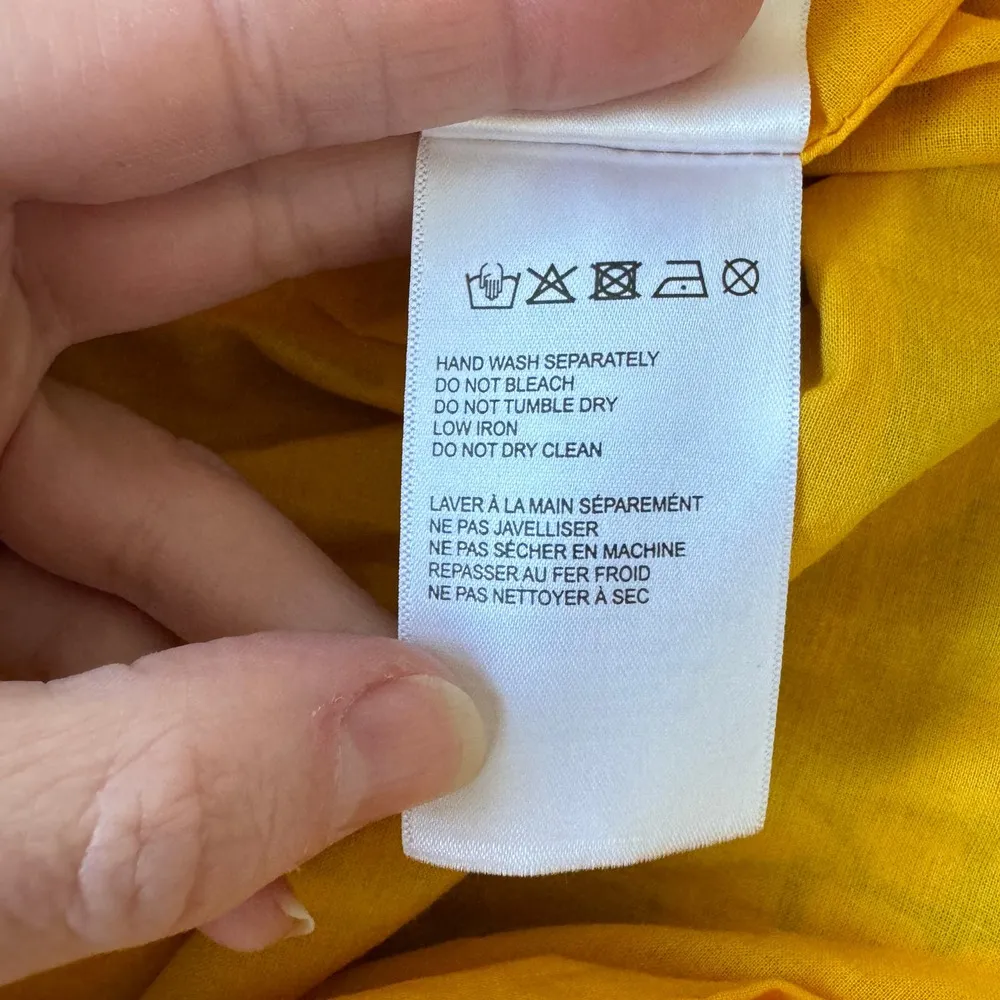 HAND WASH SEPARATELY
DO NOT BLEACH
DO NOT TUMBLE DRY
LOW IRON
DO NOT DRY CLEAN
LAVER À LA MAIN SÉPAREMÉNT
NE PAS JAVELLISER
NE PAS SÉCHER EN MACHINE
REPASSER AU FER FROID
NE PAS NETTOYER À SEC